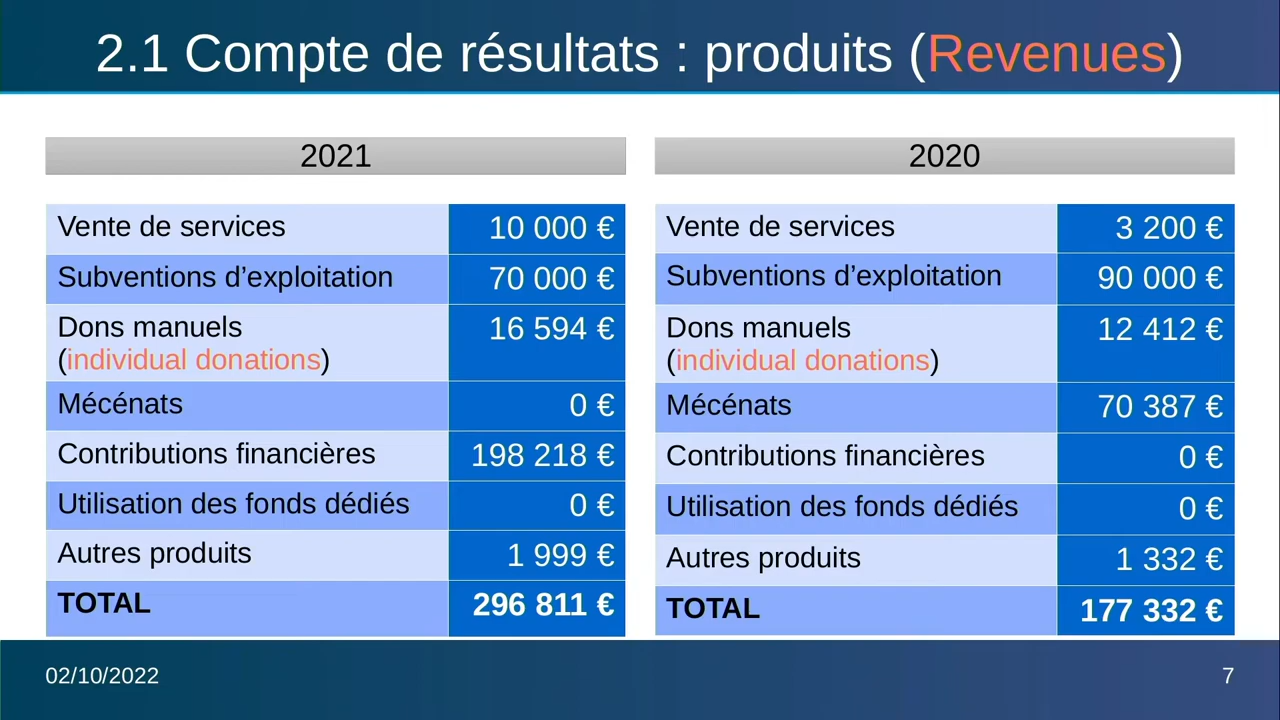 2.1 Compte de résultats : produits (Revenues)
2021
Vente de services 10 000 €
Subventions d’exploitation 70 000 €
Dons manuels 16 594 €
(individual donations)
Mécénats 0 €
Contributions financières 198 218 €
Utilisation des fonds dédiés 0 €
Autres produits 1 999 €
TOTAL 296 811 €
2020
Vente de services 3 200 €
Subventions d’exploitation 90 000 €
Dons manuels 12 412 €
(individual donations)
Mécénats 70 387 €
Contributions financières 0 €
Utilisation des fonds dédiés 0 €
Autres produits 1 332 €
TOTAL 177 332 €
02/10/2022
7